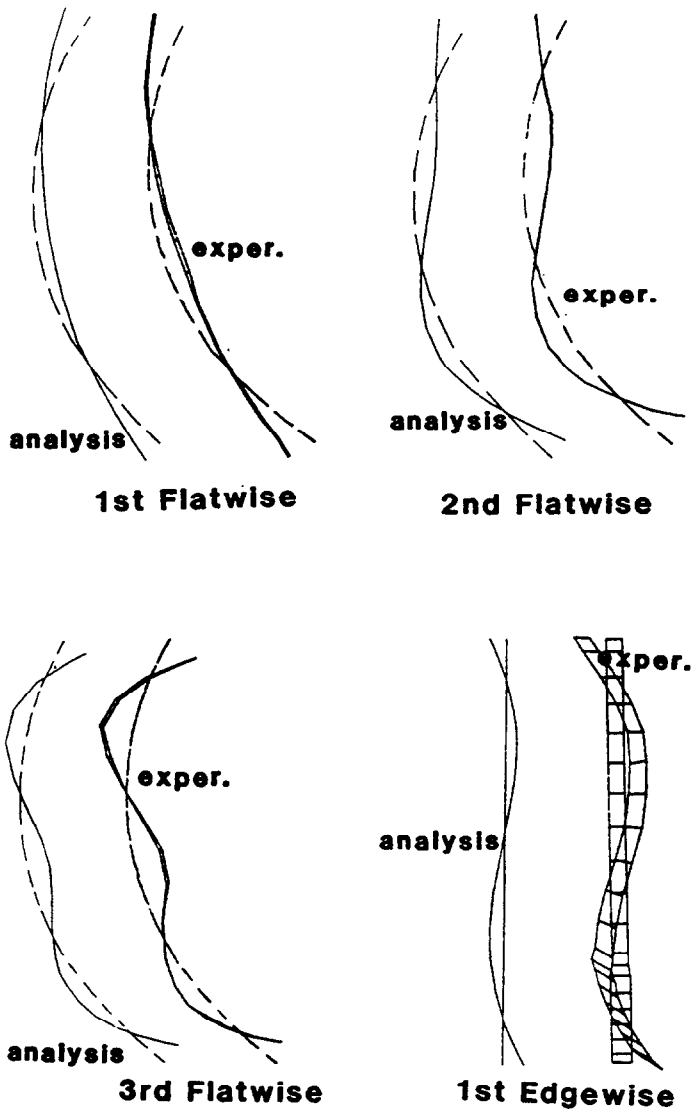 exper.
analysis
1st Flatwise
exper.
analysis
2nd Flatwise
exper.
analysis
3rd Flatwise
exper.
analysis
1st Edgewise